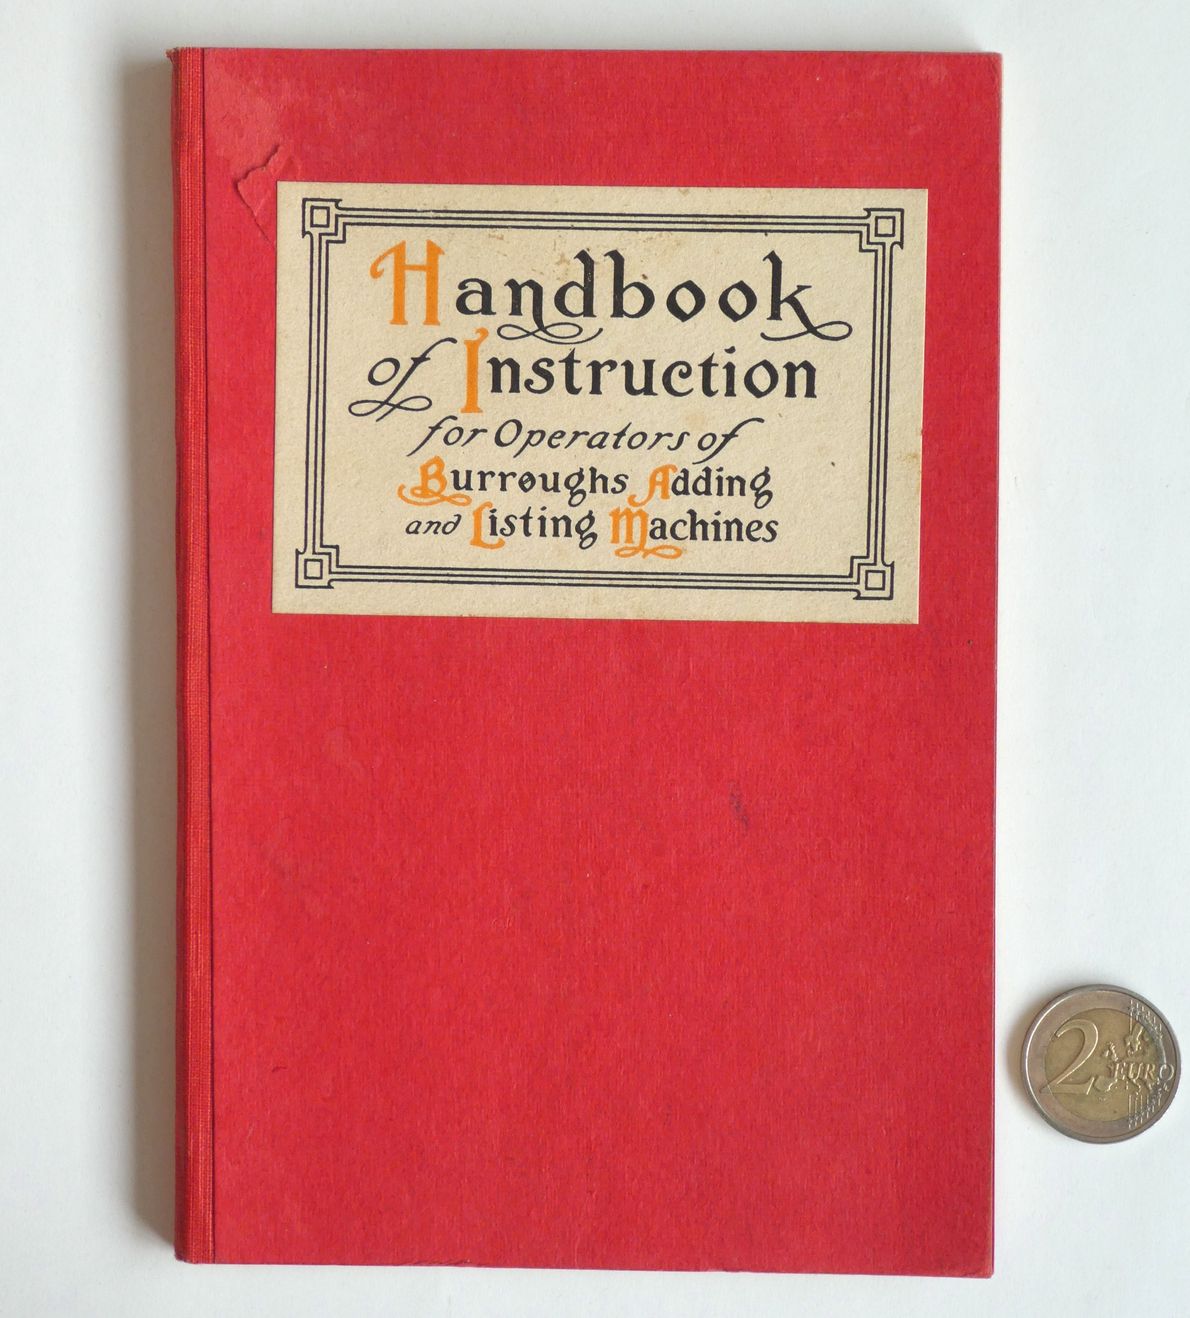 Handbook
of Instruction
for Operators of
Burroughs Adding
and Listing Machines
2 EURO